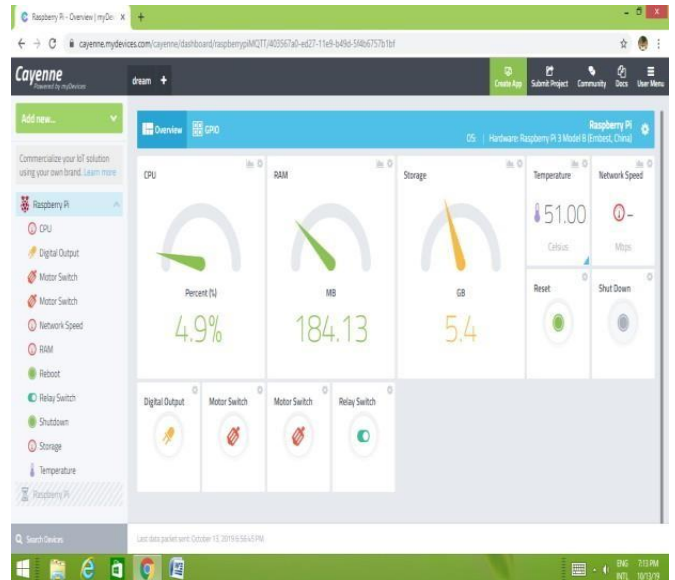 Raspberry Pi - Overview | myDev
cayenne.mydevices.com/cayenne/dashboard/raspberrypiMQTT/403567a0-ed27-11e9-b49d-5f4b6757b1bf
Cayenne
Powered by myDevices
dream +
Create App
Submit Project
Community
Docs
User Menu
Add new...
Commercialize your IoT solution
using your own brand. Learn more
Raspberry Pi
CPU
Digital Output
Motor Switch
Motor Switch
Network Speed
RAM
Reboot
Relay Switch
Shutdown
Storage
Temperature
Raspberry Pi
Search Devices
Overview
GPIO
Raspberry Pi
OS: | Hardware: Raspberry Pi 3 Model B (Embest, China)
CPU
Percent (%)
4.9%
RAM
MB
184.13
Storage
GB
5.4
Temperature
51.00
Celsius
Network Speed
-
Mbps
Reset
Shut Down
Digital Output
Motor Switch
Motor Switch
Relay Switch
Last data packet sent: October 13, 2019 6:56:45 PM
ENG
INTL
7:13 PM
10/13/19